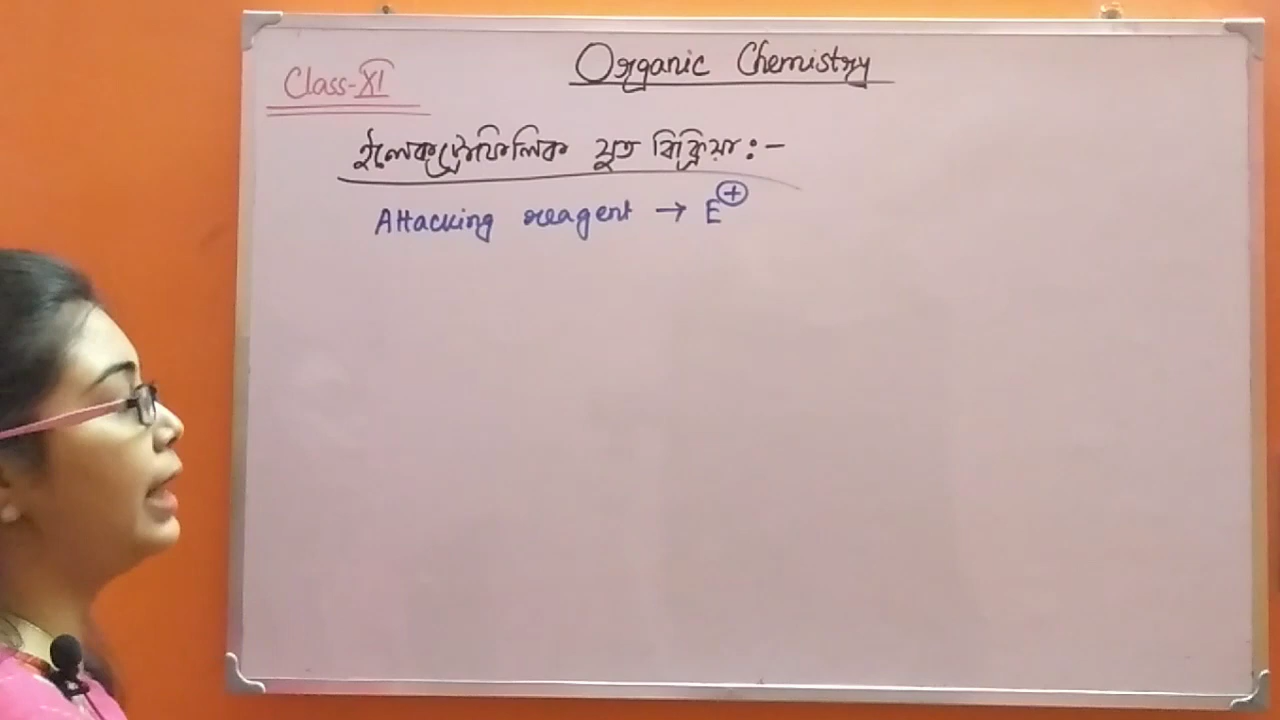 Organic Chemistry
Class-XI
ইলেকট্রোফিলিক যুত বিক্রিয়া :-
Attacking reagent → E⊕